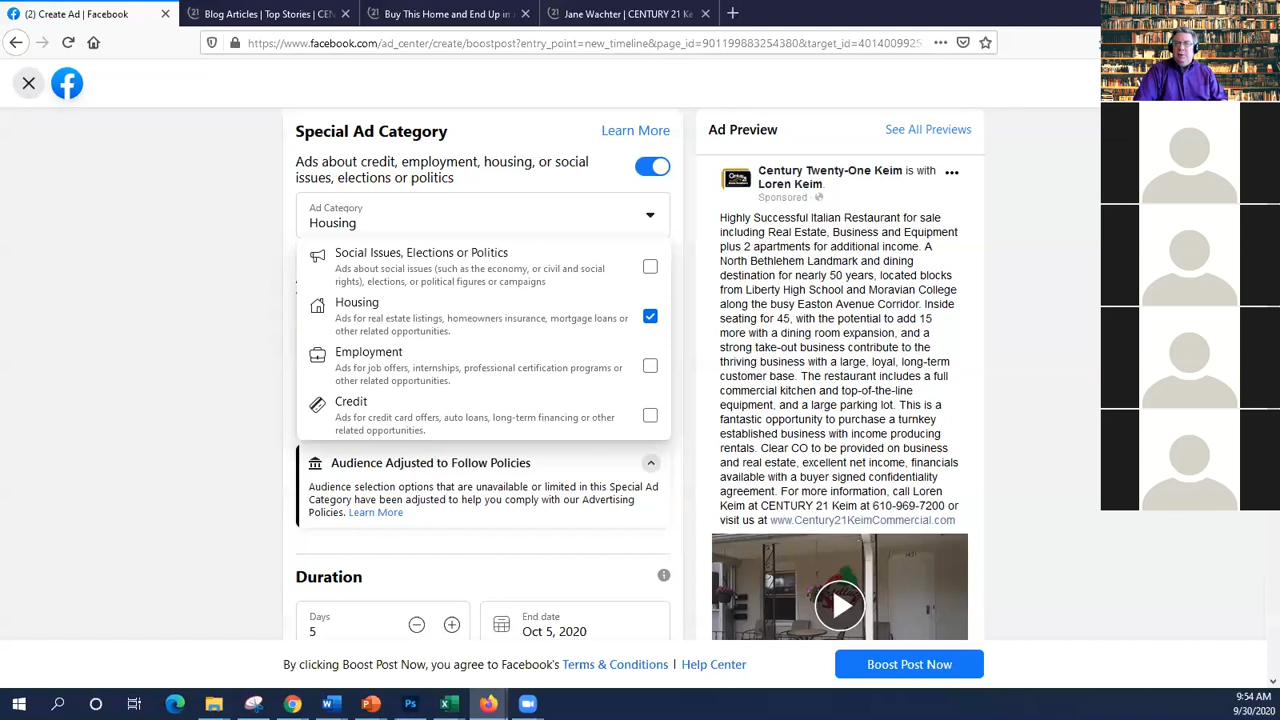 (2) Create Ad | Facebook
Blog Articles | Top Stories | CEN
Buy This Home and End Up in
Jane Wachter | CENTURY 21 Ke
https://www.facebook.com/ad_center/create/boostpost?entry_point=new_timeline&page_id=901199883254380&target_id=4014009925
Special Ad Category
Learn More
Ads about credit, employment, housing, or social
issues, elections or politics
Ad Category
Housing
Social Issues, Elections or Politics
Ads about social issues (such as the economy, or civil and social
rights), elections, or political figures or campaigns
Housing
Ads for real estate listings, homeowners insurance, mortgage loans or
other related opportunities.
Employment
Ads for job offers, internships, professional certification programs or
other related opportunities.
Credit
Ads for credit card offers, auto loans, long-term financing or other
related opportunities.
Audience Adjusted to Follow Policies
Audience selection options that are unavailable or limited in this Special Ad
Category have been adjusted to help you comply with our Advertising
Policies. Learn More
Duration
Days
5
End date
Oct 5, 2020
Ad Preview
See All Previews
Century Twenty-One Keim is with
Loren Keim.
Sponsored
Highly Successful Italian Restaurant for sale
including Real Estate, Business and Equipment
plus 2 apartments for additional income. A
North Bethlehem Landmark and dining
destination for nearly 50 years, located blocks
from Liberty High School and Moravian College
along the busy Easton Avenue Corridor. Inside
seating for 45, with the potential to add 15
more with a dining room expansion, and a
strong take-out business contribute to the
thriving business with a large, loyal, long-term
customer base. The restaurant includes a full
commercial kitchen and top-of-the-line
equipment, and a large parking lot. This is a
fantastic opportunity to purchase a turnkey
established business with income producing
rentals. Clear CO to be provided on business
and real estate, excellent net income, financials
available with a buyer signed confidentiality
agreement. For more information, call Loren
Keim at CENTURY 21 Keim at 610-969-7200 or
visit us at www.Century21KeimCommercial.com
By clicking Boost Post Now, you agree to Facebook's Terms & Conditions | Help Center
Boost Post Now
9:54 AM
9/30/2020